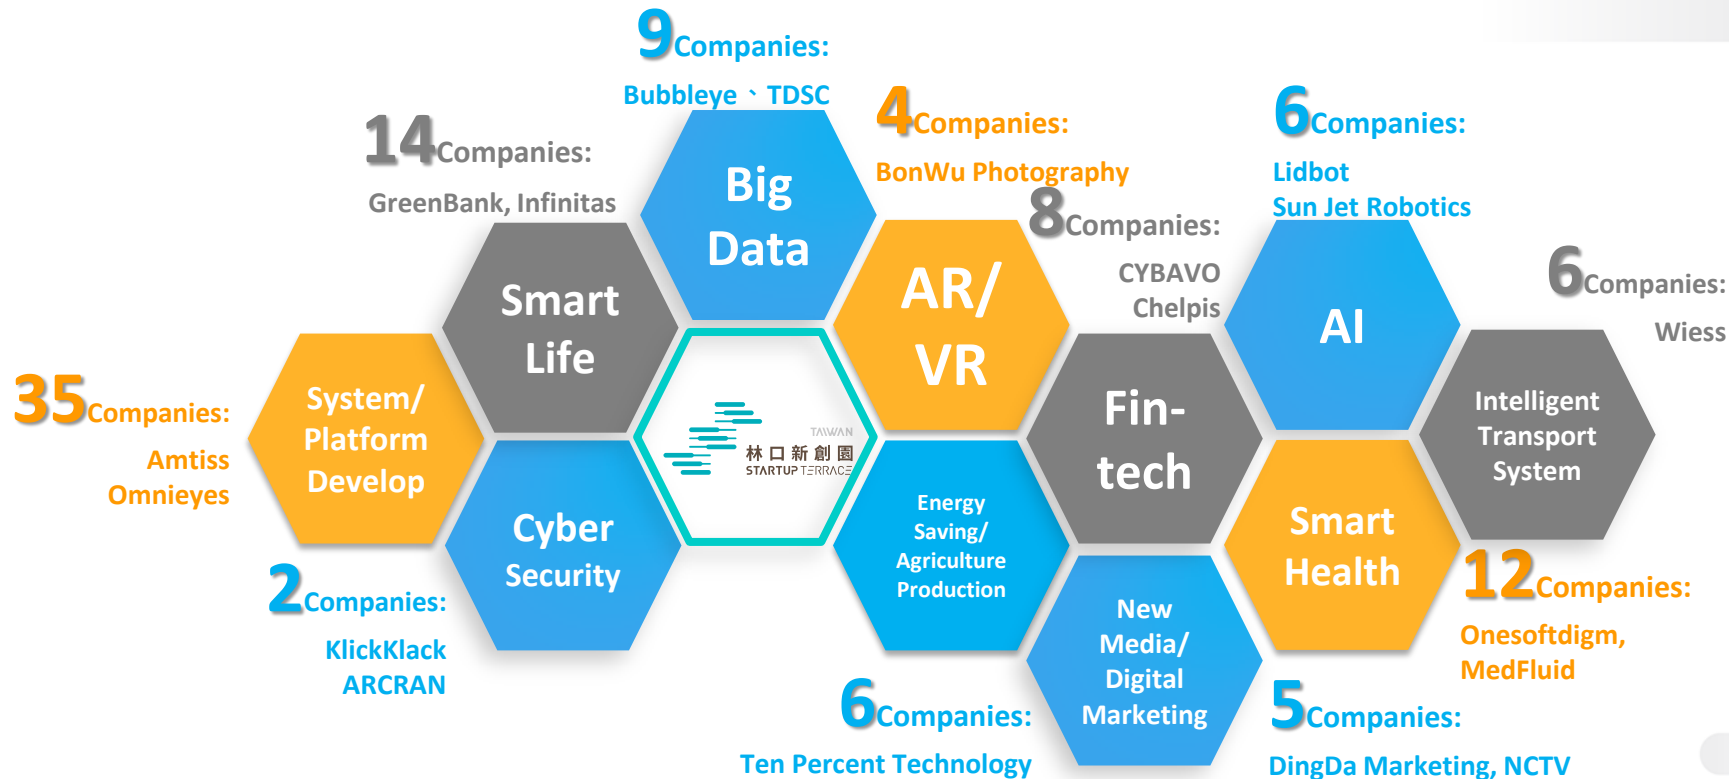 9Companies:
Bubbleye、TDSC
14Companies:
GreenBank, Infinitas
4Companies:
BonWu Photography
6Companies:
Lidbot
Sun Jet Robotics
8Companies:
CYBAVO
Chelpis
6Companies:
Wiess
35Companies:
Amtiss
Omnieyes
Big
Data
Smart
Life
AR/
VR
AI
System/
Platform
Develop
TAIWAN
林口新創園
STARTUP TERRACE
Fin-
tech
Intelligent
Transport
System
Cyber
Security
Energy
Saving/
Agriculture
Production
Smart
Health
New
Media/
Digital
Marketing
2Companies:
KlickKlack
ARCRAN
6Companies:
Ten Percent Technology
5Companies:
DingDa Marketing, NCTV
12Companies:
Onesoftdigm,
MedFluid